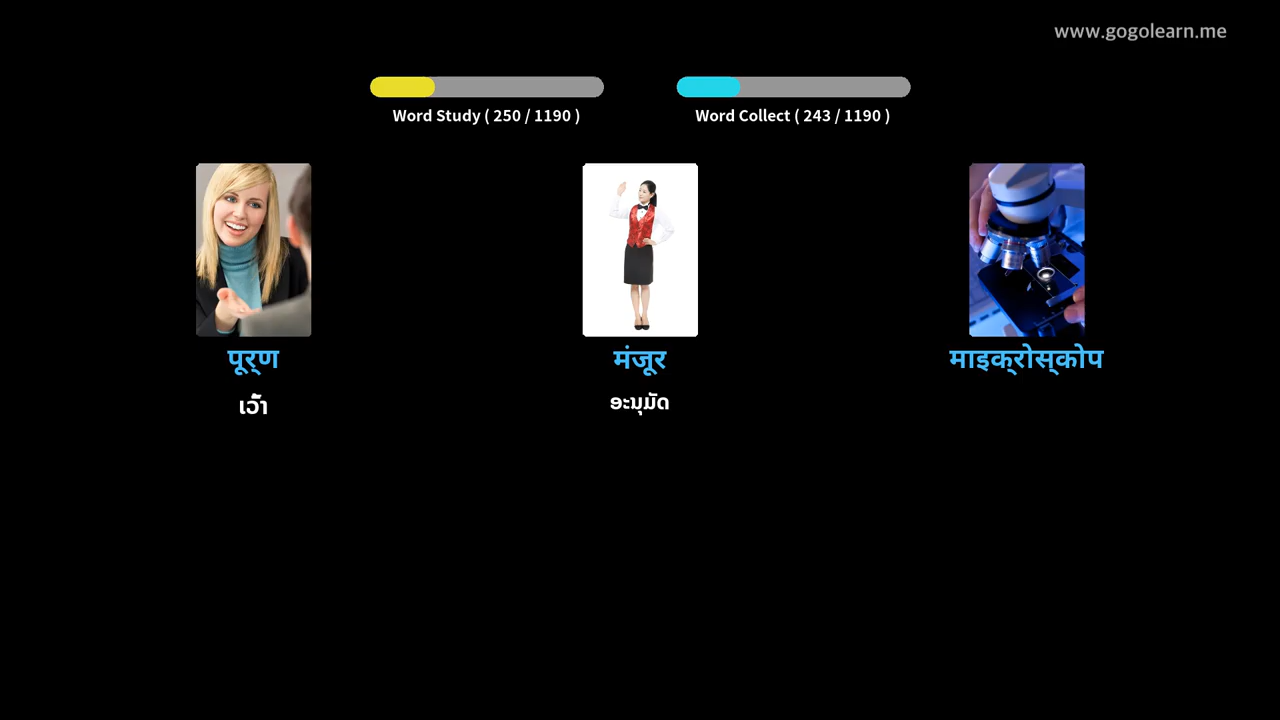 www.gogolearn.me
Word Study ( 250 / 1190 )
Word Collect ( 243 / 1190 )
पूर्ण
मंजूर
माइक्रोस्कोप
ເວົ້າ
ອະນຸມັດ